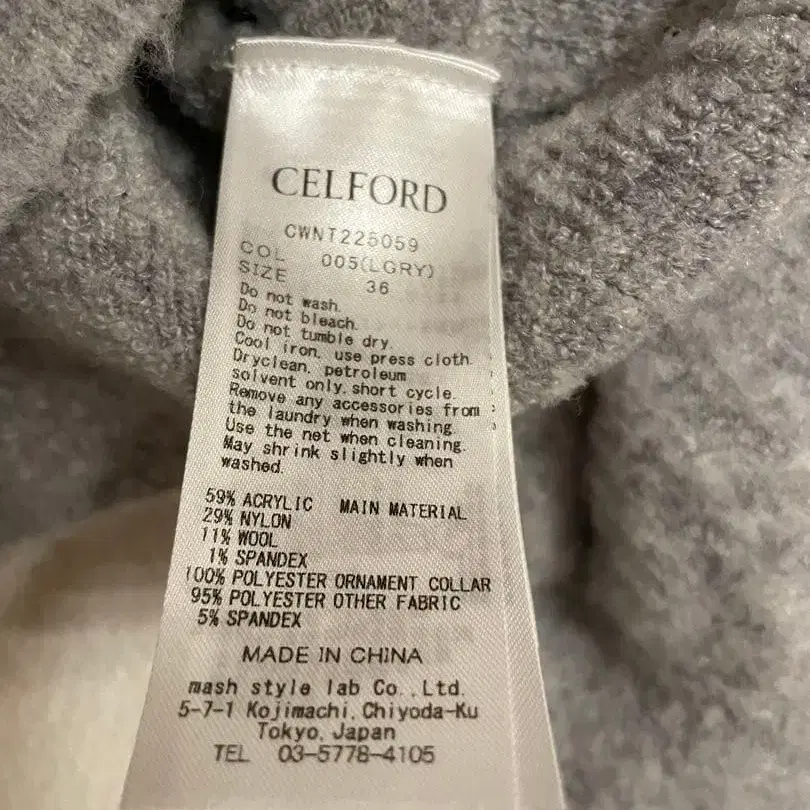 CELFORD
CWNT225059
COL 005(LGRY)
SIZE 36
Do not wash.
Do not bleach.
Do not tumble dry.
Cool iron, use press cloth.
Dryclean, petroleum
solvent only, short cycle.
Remove any accessories from
the laundry when washing.
Use the net when cleaning.
May shrink slightly when
washed.
59% ACRYLIC MAIN MATERIAL
29% NYLON
11% WOOL
1% SPANDEX
100% POLYESTER ORNAMENT COLLAR
95% POLYESTER OTHER FABRIC
5% SPANDEX
MADE IN CHINA
mash style lab Co.,Ltd.
5-7-1 Kojimachi,Chiyoda-Ku
Tokyo,Japan
TEL 03-5778-4105